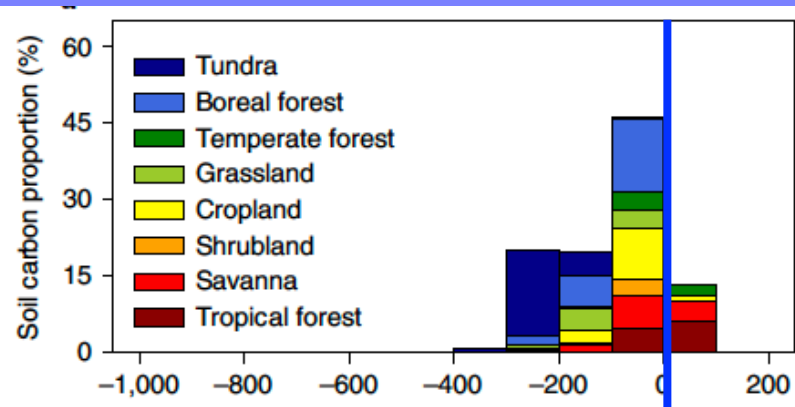 Soil carbon proportion (%)
60
45
30
15
0
Tundra
Boreal forest
Temperate forest
Grassland
Cropland
Shrubland
Savanna
Tropical forest
−1,000 −800 −600 −400 −200 0 200